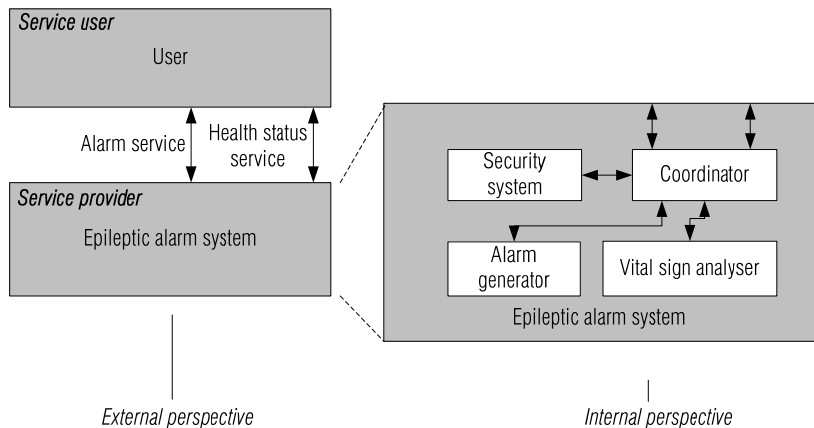 Service user
User
Alarm service
Health status
service
Service provider
Epileptic alarm system
External perspective
Security
system
Coordinator
Alarm
generator
Vital sign analyser
Epileptic alarm system
Internal perspective